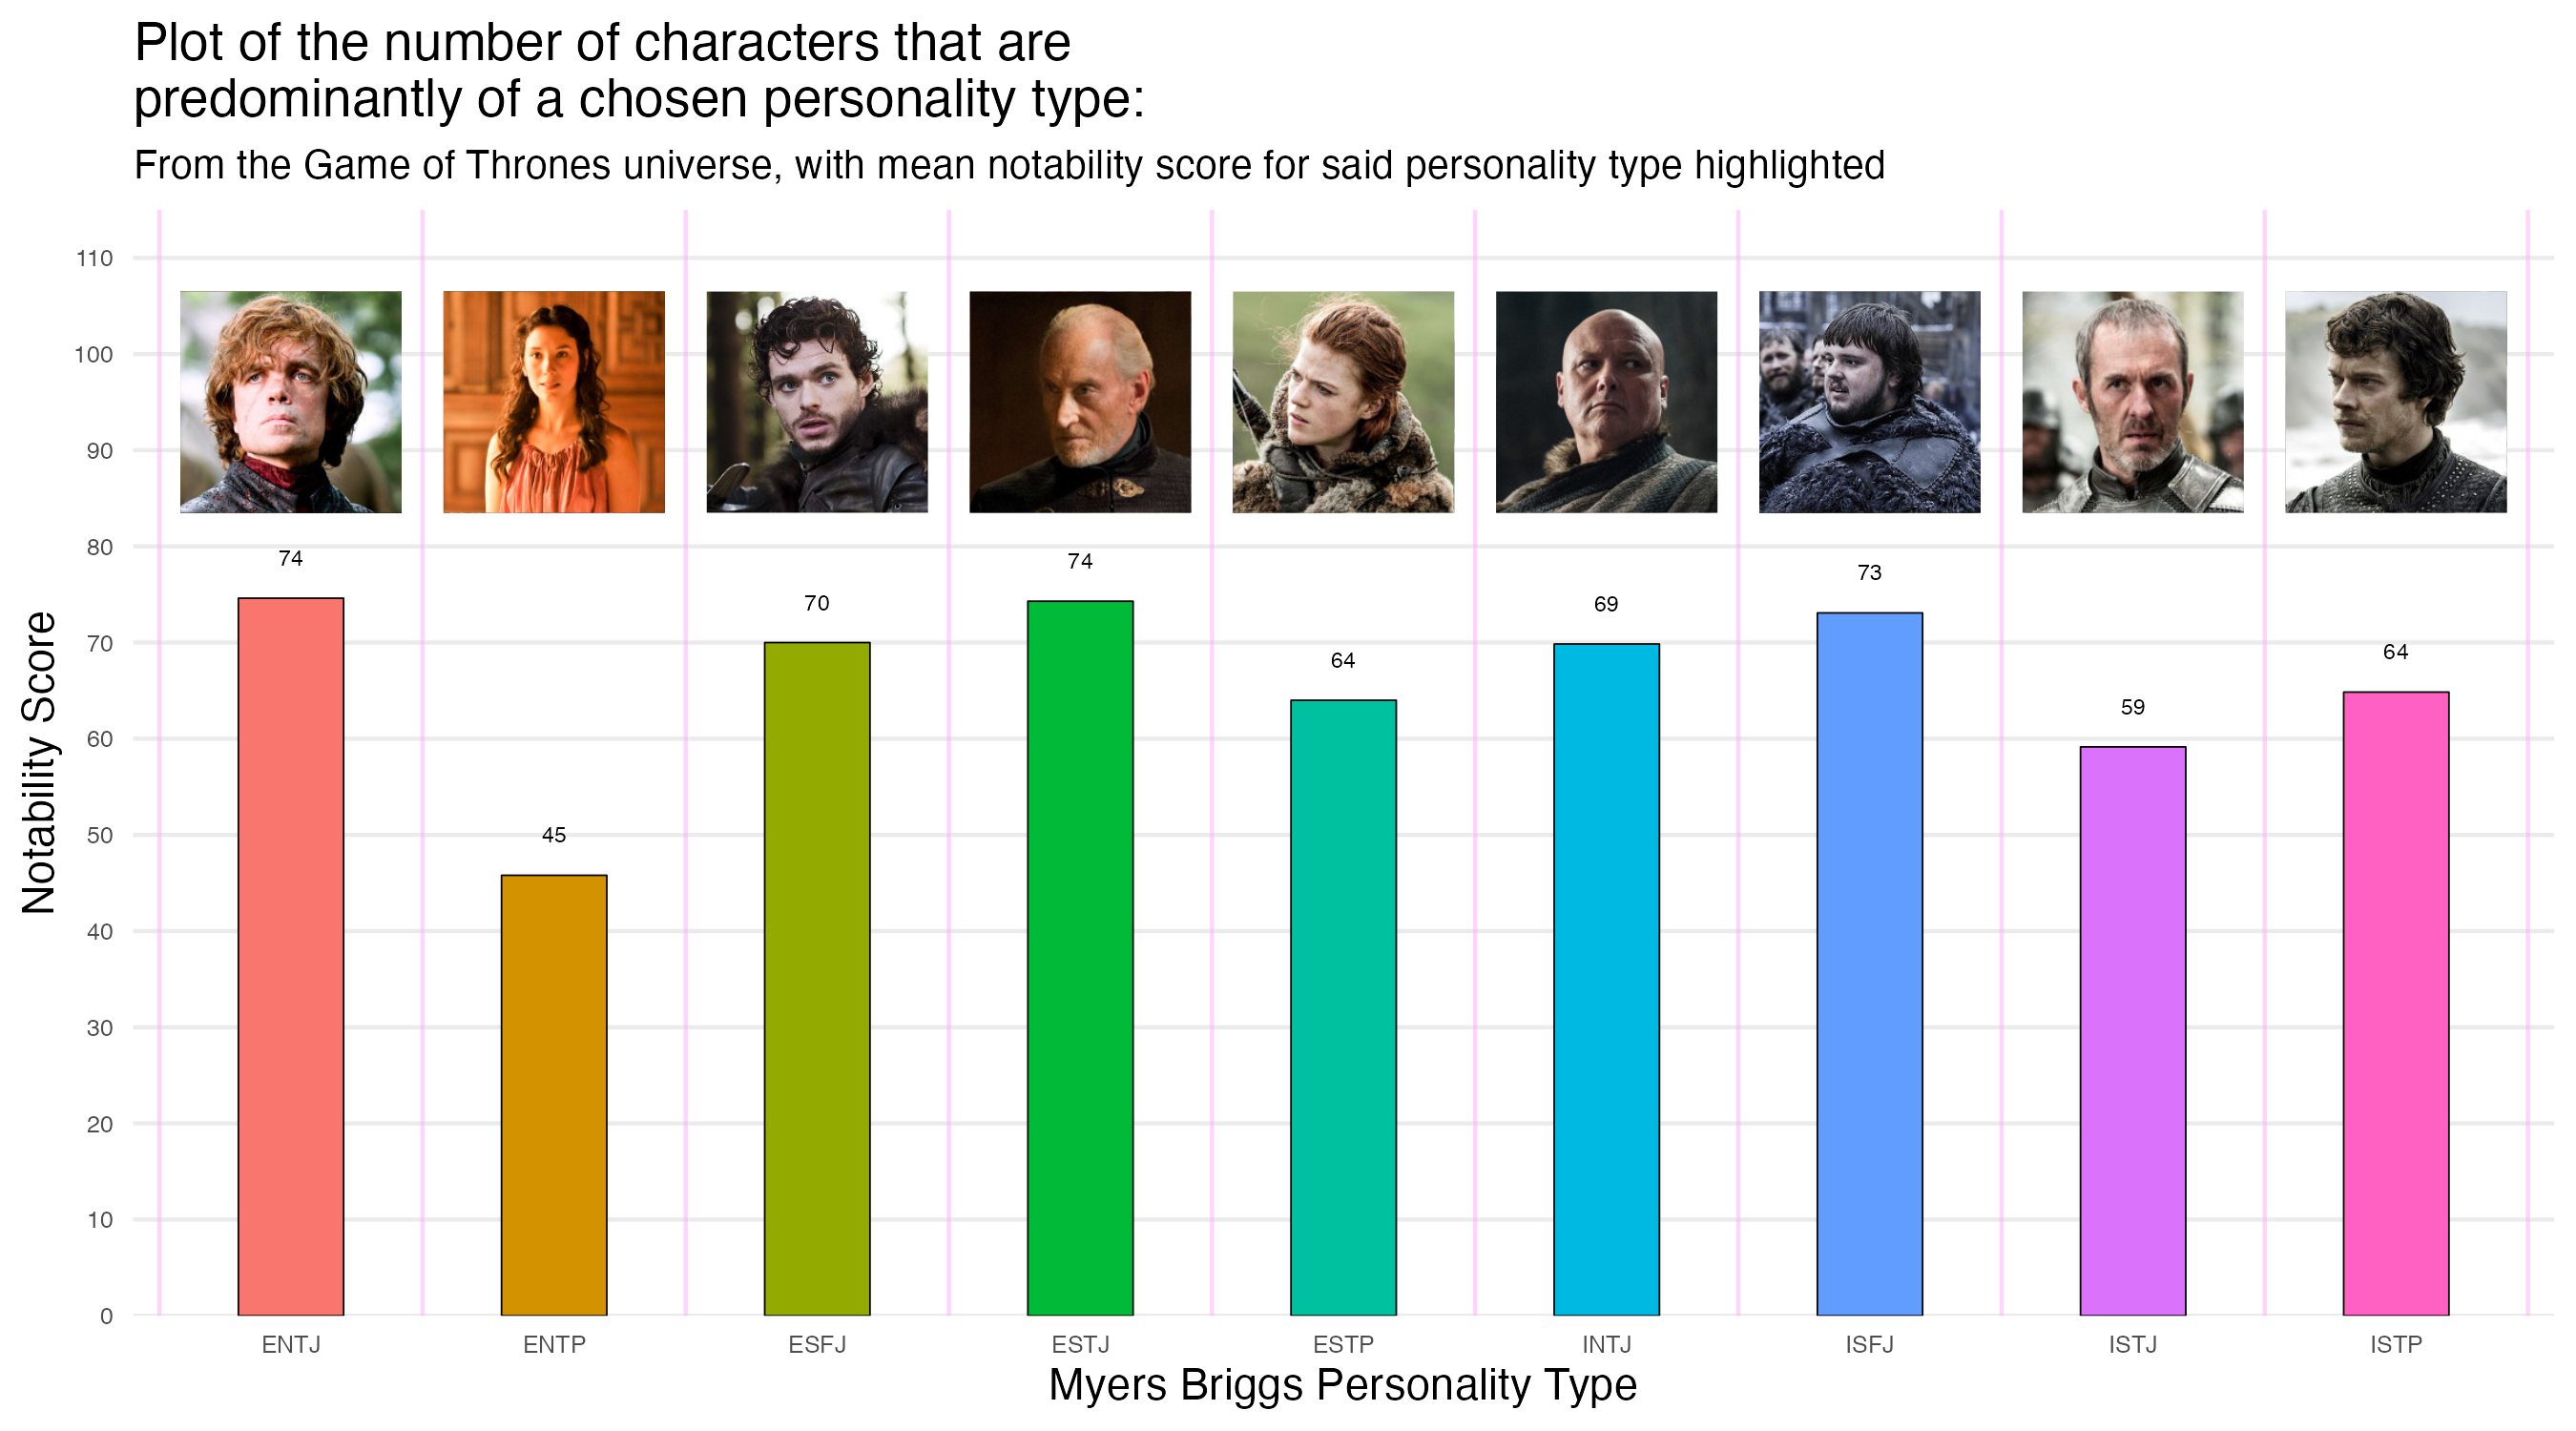 Plot of the number of characters that are
predominantly of a chosen personality type:
From the Game of Thrones universe, with mean notability score for said personality type highlighted
Notability Score
110
100
90
80
70
60
50
40
30
20
10
0
74
45
70
74
64
69
73
59
64
ENTJ
ENTP
ESFJ
ESTJ
ESTP
INTJ
ISFJ
ISTJ
ISTP
Myers Briggs Personality Type